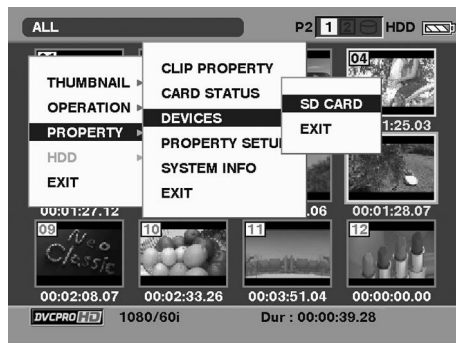 ALL P2 1 2 HDD
04
THUMBNAIL
OPERATION
PROPERTY
HDD
EXIT
CLIP PROPERTY
CARD STATUS
DEVICES
PROPERTY SETU
SYSTEM INFO
EXIT
SD CARD
EXIT
1:25.03
00:01:27.12 .06 00:01:28.07
09 10 11 12
Neo
Classic
00:02:08.07 00:02:33.26 00:03:51.04 00:00:00.00
DVCPRO HD 1080/60i Dur : 00:00:39.28